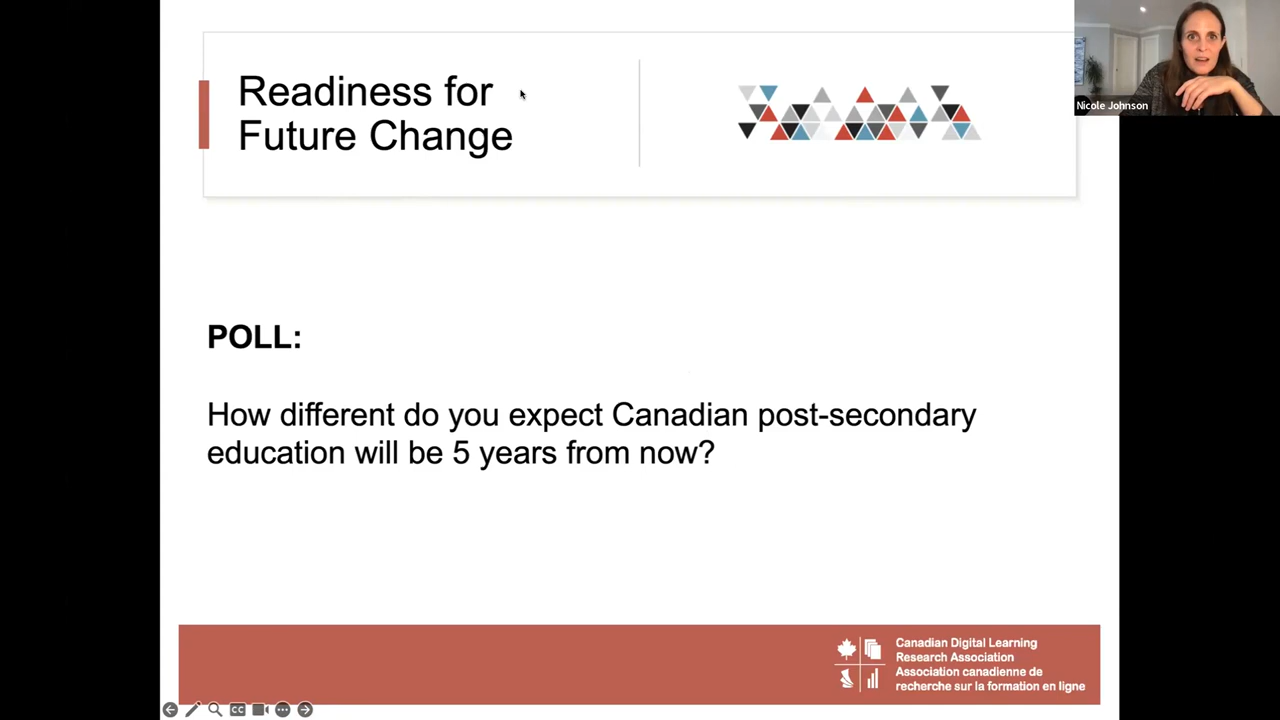 Readiness for
Future Change
Nicole Johnson
POLL:
How different do you expect Canadian post-secondary
education will be 5 years from now?
Canadian Digital Learning
Research Association
Association canadienne de
recherche sur la formation en ligne
CC